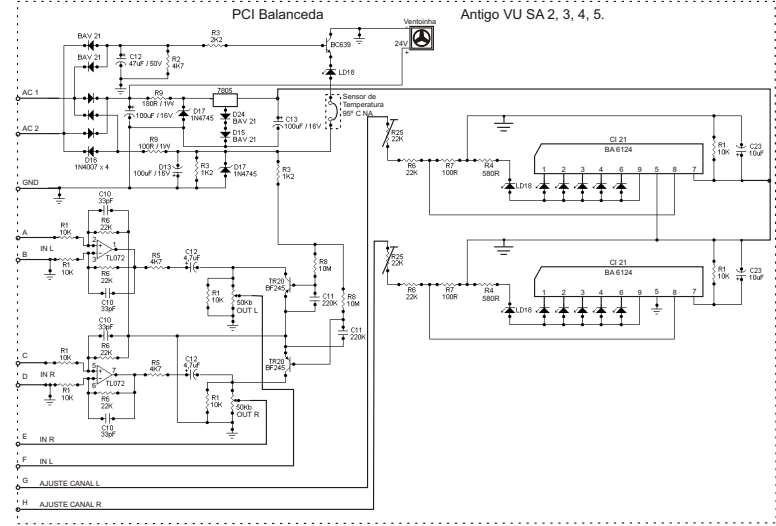 PCI Balanceda
Antigo VU SA 2, 3, 4, 5.
Ventoinha
24V
+
BAV 21
BAV 21
C12
47uF / 50V
R2
4K7
R3
2K2
BC639
LD18
AC 1
R9
180R / 1W
7805
D17
1N4745
100uF / 16V
D24
BAV 21
D15
BAV 21
C13
100uF / 16V
Sensor de
Temperatura
95º C NA
AC 2
D16
1N4007 x 4
R9
100R / 1W
D13
100uF / 16V
R3
1K2
D17
1N4745
R3
1K2
GND
R25
22K
R6
22K
R7
100R
R4
580R
LD18
CI 21
BA 6124
1 2 3 4 6 9 5 8 7
R1
10K
C23
10uF
C10
33pF
R6
22K
A
R1
10K
IN L
B
R1
10K
2
3
1
TL072
R6
22K
C10
33pF
R5
4K7
C12
4,7uF
R1
10K
50Kb
OUT L
TR20
BF245
R8
10M
C11
220K
R8
10M
C11
220K
R25
22K
R6
22K
R7
100R
R4
580R
LD18
CI 21
BA 6124
1 2 3 4 6 9 5 8 7
R1
10K
C23
10uF
C10
33pF
R6
22K
C
R1
10K
D
IN R
R1
10K
5
6
7
TL072
R6
22K
C10
33pF
R5
4K7
C12
4,7uF
TR20
BF245
R1
10K
50Kb
OUT R
E IN R
F IN L
G AJUSTE CANAL L
H AJUSTE CANAL R